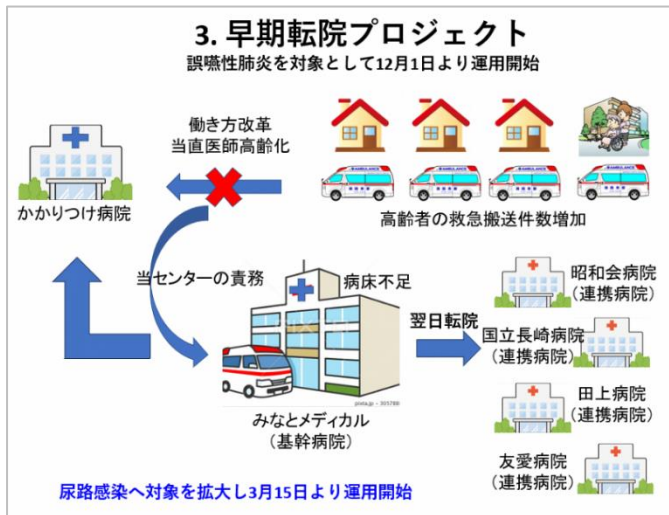 3. 早期転院プロジェクト
誤嚥性肺炎を対象として12月1日より運用開始
働き方改革
当直医師高齢化
かかりつけ病院
高齢者の救急搬送件数増加
当センターの責務
病床不足
翌日転院
みなとメディカル
(基幹病院)
昭和会病院
(連携病院)
国立長崎病院
(連携病院)
田上病院
(連携病院)
友愛病院
(連携病院)
尿路感染へ対象を拡大し3月15日より運用開始